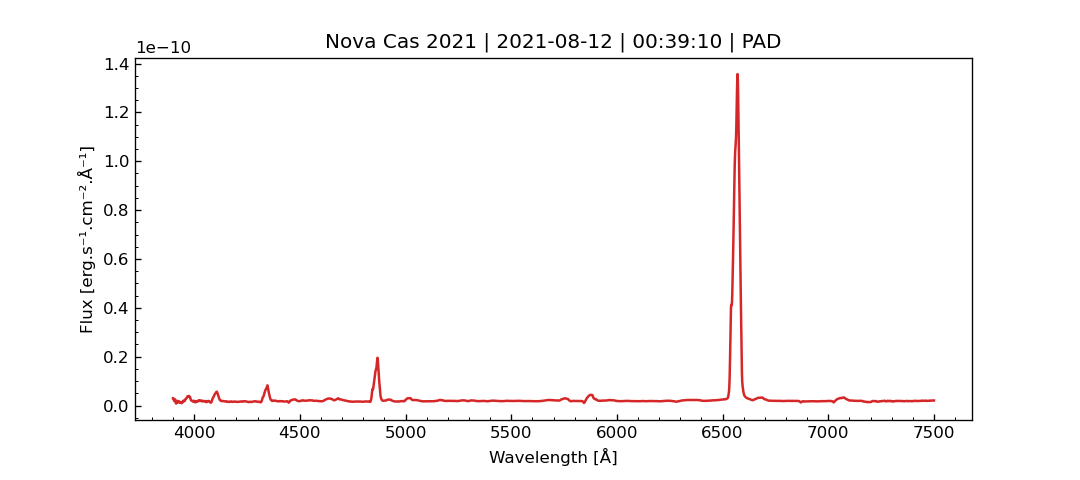 Nova Cas 2021 | 2021-08-12 | 00:39:10 | PAD
1e−10
1.4
1.2
1.0
0.8
0.6
0.4
0.2
0.0
Flux [erg.s⁻¹.cm⁻².Å⁻¹]
4000 4500 5000 5500 6000 6500 7000 7500
Wavelength [Å]